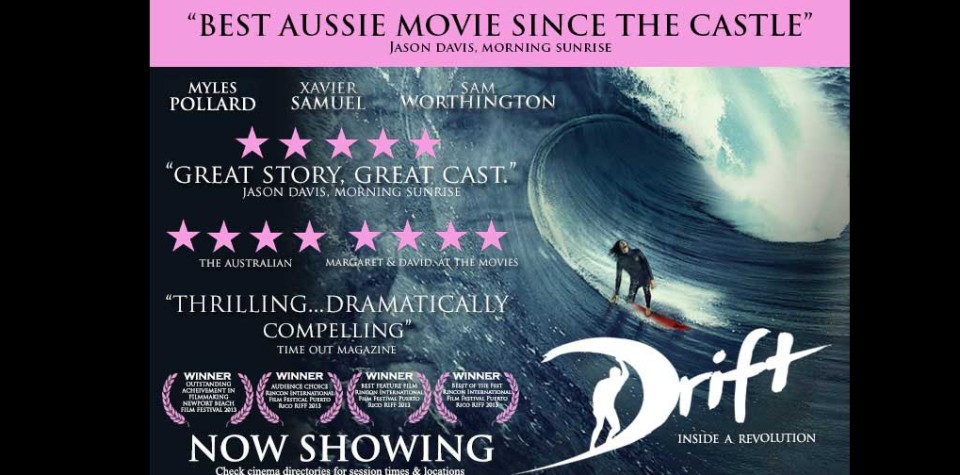 “BEST AUSSIE MOVIE SINCE THE CASTLE”
JASON DAVIS, MORNING SUNRISE
MYLES
POLLARD
XAVIER
SAMUEL
SAM
WORTHINGTON
“GREAT STORY, GREAT CAST.”
JASON DAVIS, MORNING SUNRISE
THE AUSTRALIAN
MARGARET & DAVID, AT THE MOVIES
“THRILLING...DRAMATICALLY
COMPELLING”
TIME OUT MAGAZINE
WINNER
OUTSTANDING
ACHIEVEMENT IN
FILMMAKING
NEWPORT BEACH
FILM FESTIVAL 2013
WINNER
AUDIENCE CHOICE
RINCON INTERNATIONAL
FILM FESTIVAL PUERTO
RICO RIFF 2013
WINNER
BEST FEATURE FILM
RINCON INTERNATIONAL
FILM FESTIVAL PUERTO
RICO RIFF 2013
WINNER
BEST OF THE FEST
RINCON INTERNATIONAL
FILM FESTIVAL PUERTO
RICO RIFF 2013
Drift
INSIDE A REVOLUTION
NOW SHOWING
Check cinema directories for session times & locations